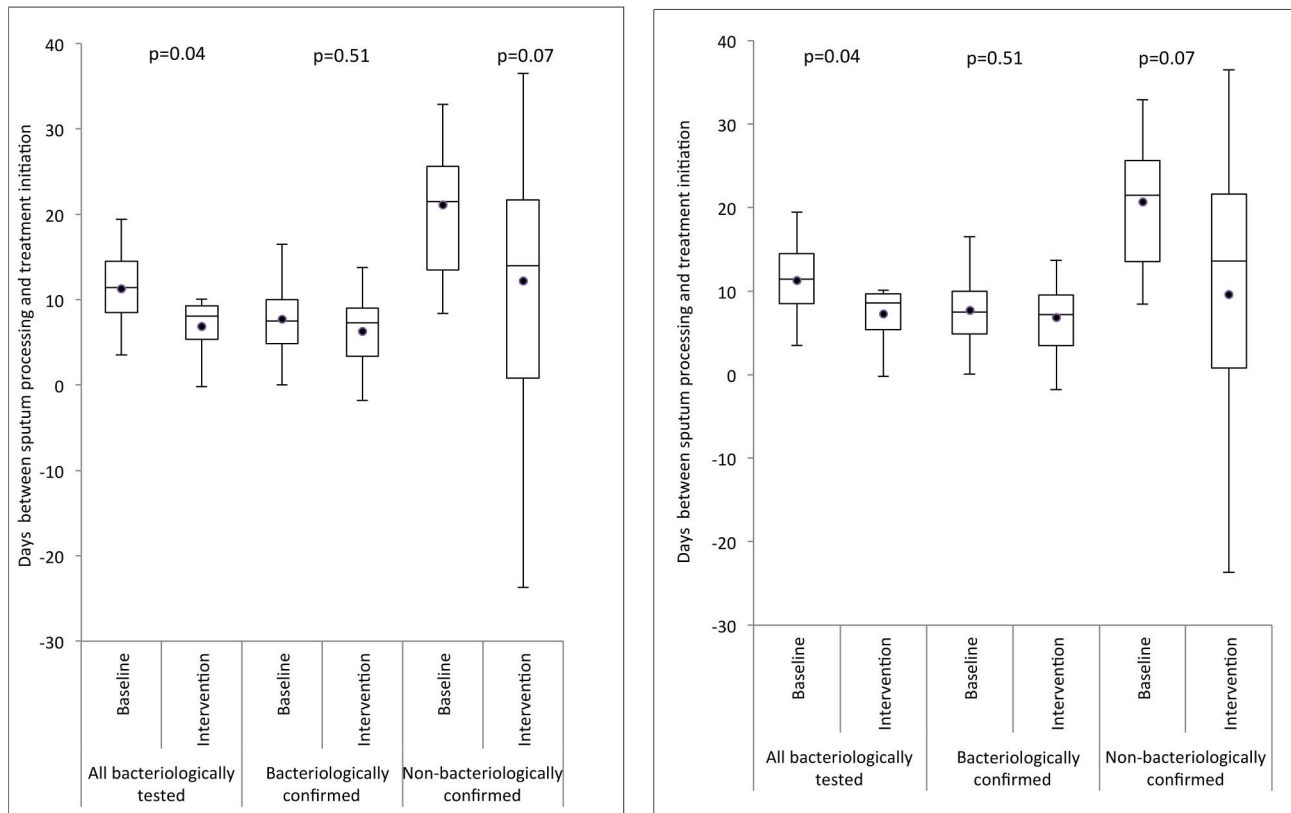 p=0.04 p=0.51 p=0.07
40
30
20
10
0
-10
-20
-30
Days between sputum processing and treatment initiation
Baseline
Intervention
Baseline
Intervention
Baseline
Intervention
All bacteriologically
tested
Bacteriologically
confirmed
Non-bacteriologically
confirmed
p=0.04 p=0.51 p=0.07
40
30
20
10
0
-10
-20
-30
Days between sputum processing and treatment initiation
Baseline
Intervention
Baseline
Intervention
Baseline
Intervention
All bacteriologically
tested
Bacteriologically
confirmed
Non-bacteriologically
confirmed